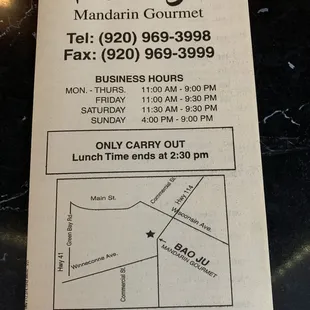 Mandarin Gourmet
Tel: (920) 969-3998
Fax: (920) 969-3999
BUSINESS HOURS
MON. - THURS. 11:00 AM - 9:00 PM
FRIDAY 11:00 AM - 9:30 PM
SATURDAY 11:30 AM - 9:30 PM
SUNDAY 4:00 PM - 9:00 PM
ONLY CARRY OUT
Lunch Time ends at 2:30 pm
Main St.
Commercial St.
Hwy 114
Green Bay Rd
Wisconsin Ave.
Hwy 41
Winneconne Ave.
Commercial St.
BAO JU
MANDARIN GOURMET